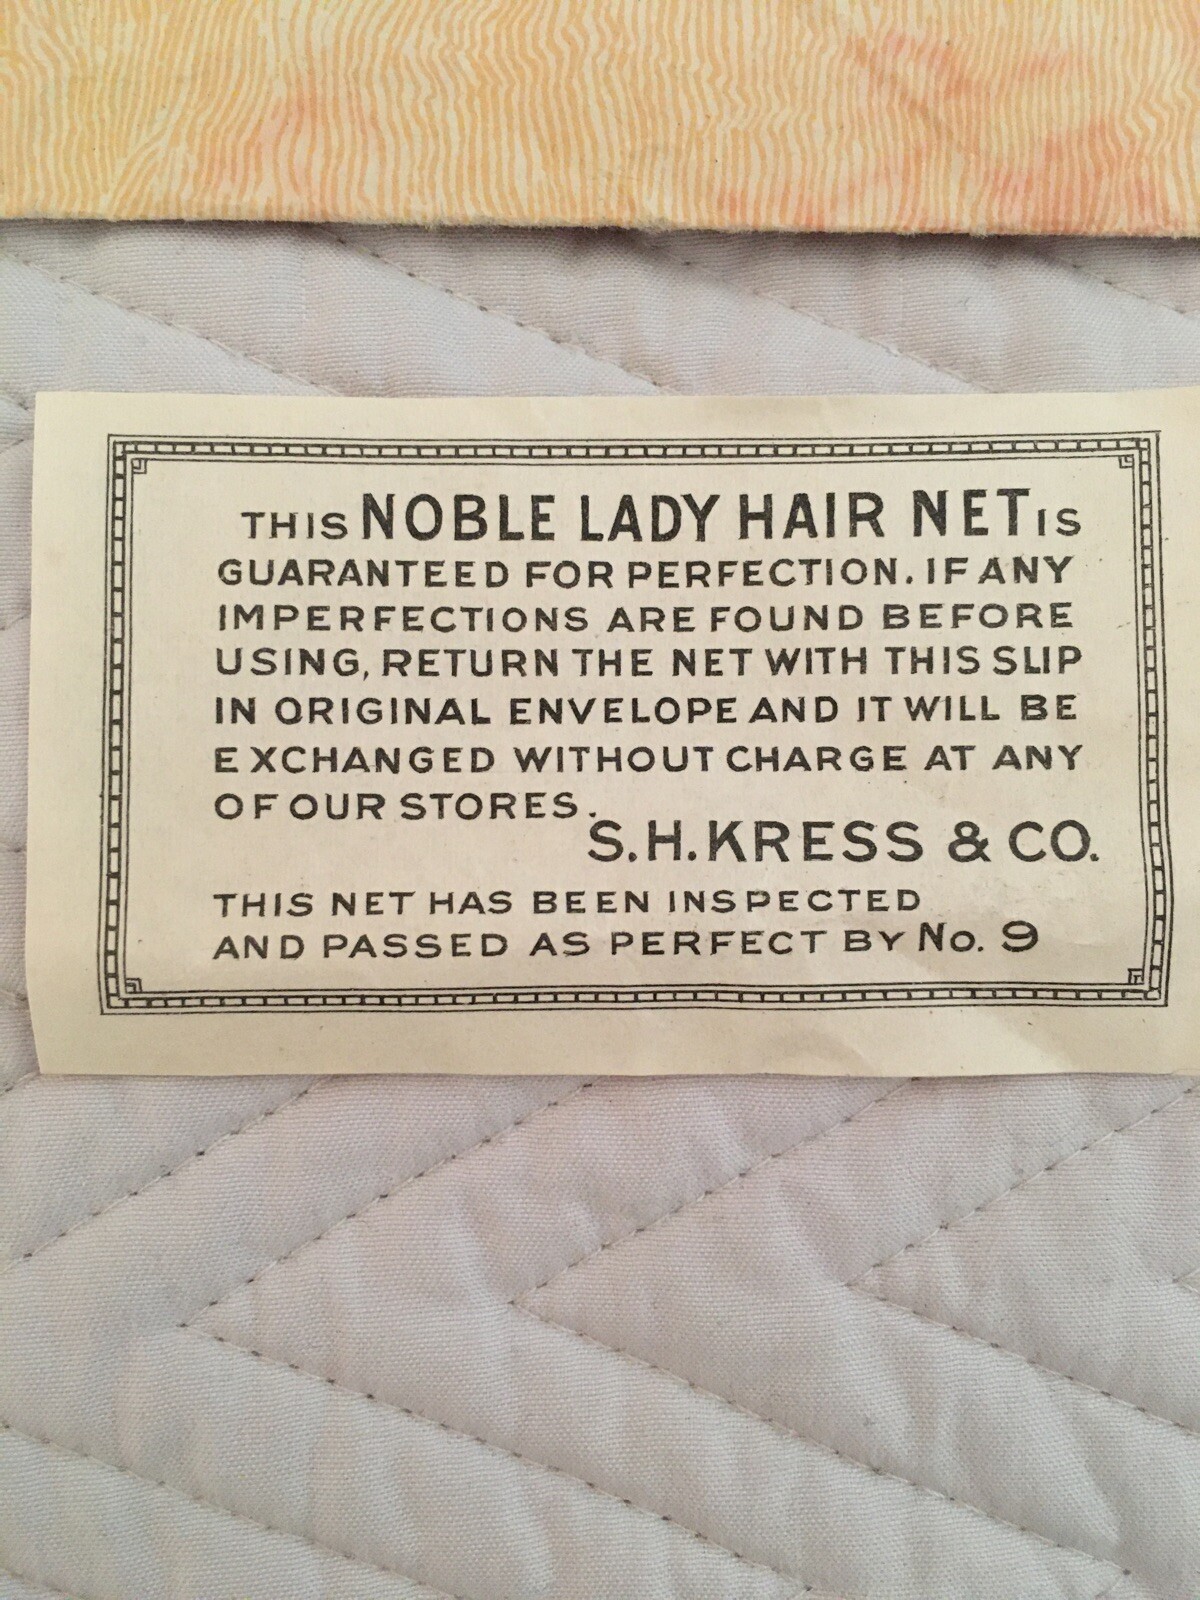 THIS NOBLE LADY HAIR NET IS
GUARANTEED FOR PERFECTION. IF ANY
IMPERFECTIONS ARE FOUND BEFORE
USING, RETURN THE NET WITH THIS SLIP
IN ORIGINAL ENVELOPE AND IT WILL BE
EXCHANGED WITHOUT CHARGE AT ANY
OF OUR STORES.
S.H. KRESS & CO.
THIS NET HAS BEEN INSPECTED
AND PASSED AS PERFECT BY No. 9